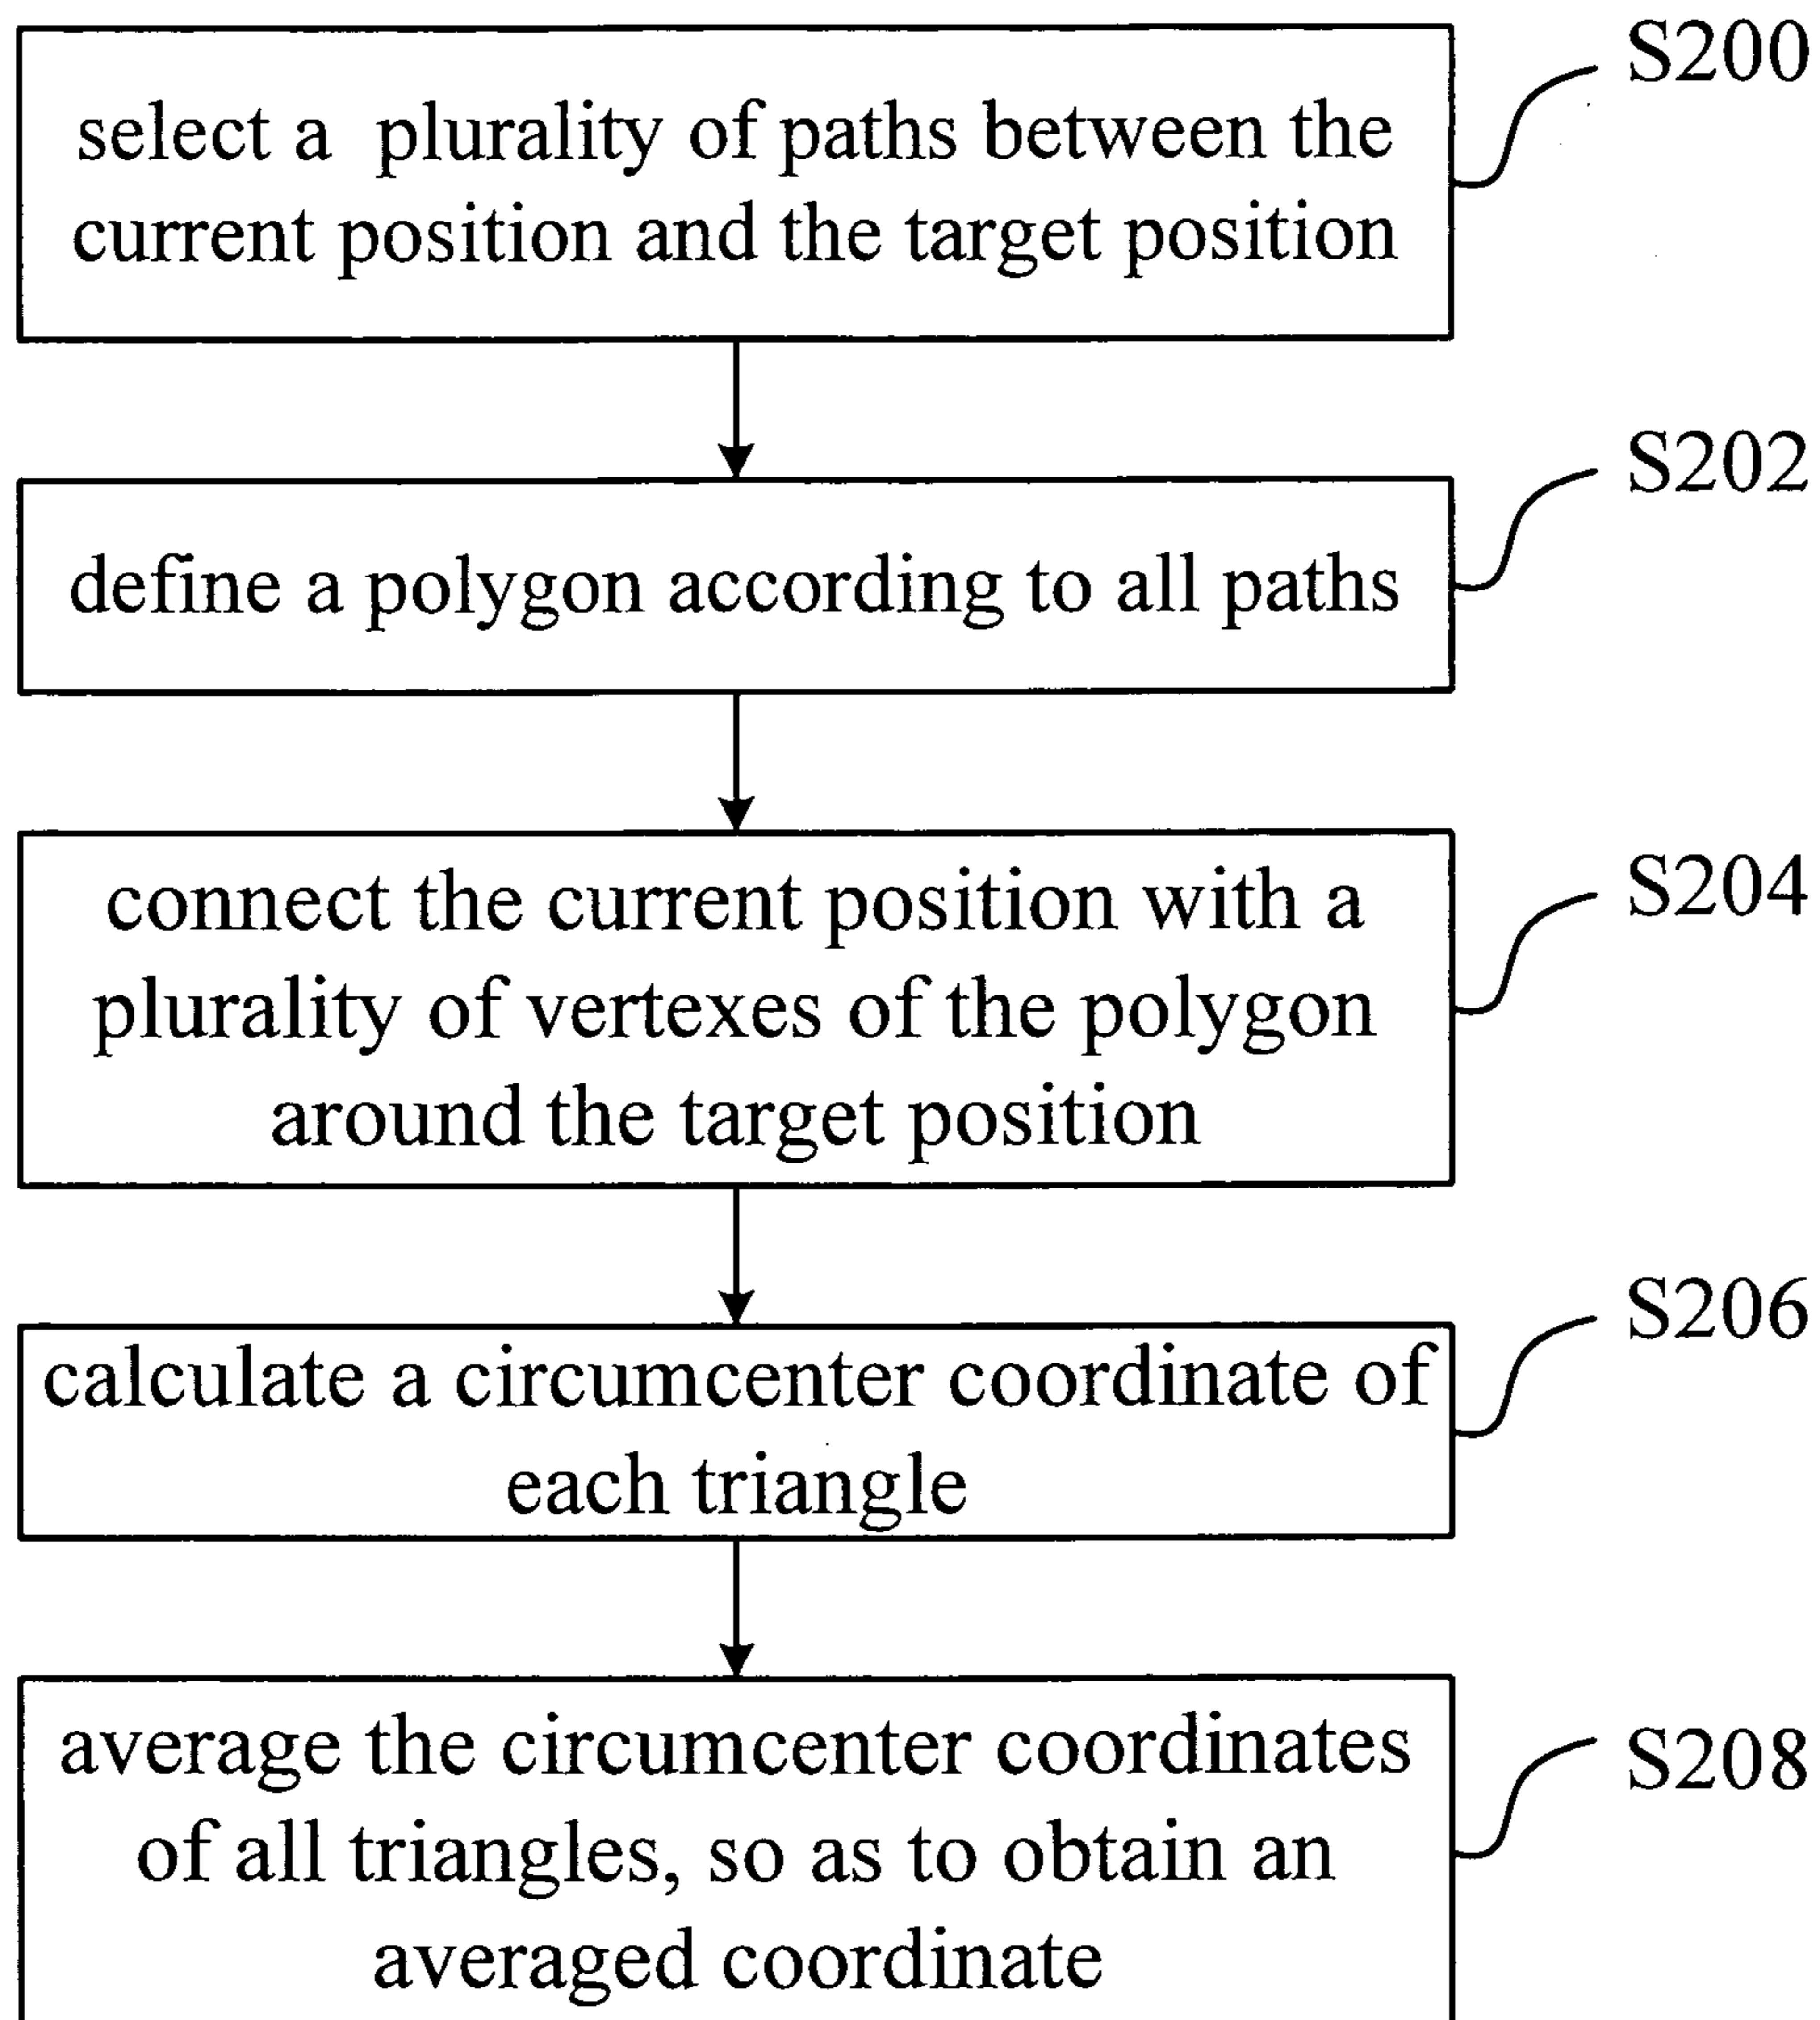 S200
select a plurality of paths between the
current position and the target position
S202
define a polygon according to all paths
S204
connect the current position with a
plurality of vertexes of the polygon
around the target position
S206
calculate a circumcenter coordinate of
each triangle
S208
average the circumcenter coordinates
of all triangles, so as to obtain an
averaged coordinate